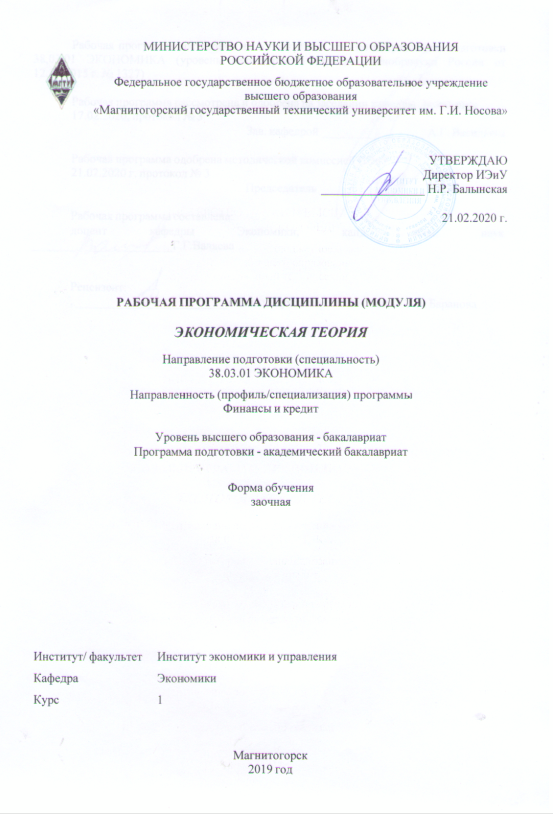 МИНИСТЕРСТВО НАУКИ И ВЫСШЕГО ОБРАЗОВАНИЯ
РОССИЙСКОЙ ФЕДЕРАЦИИ
Федеральное государственное бюджетное образовательное учреждение
высшего образования
«Магнитогорский государственный технический университет им. Г.И. Носова»
УТВЕРЖДАЮ
Директор ИЭиУ
Н.Р. Балынская
21.02.2020 г.
РАБОЧАЯ ПРОГРАММА ДИСЦИПЛИНЫ (МОДУЛЯ)
ЭКОНОМИЧЕСКАЯ ТЕОРИЯ
Направление подготовки (специальность)
38.03.01 ЭКОНОМИКА
Направленность (профиль/специализация) программы
Финансы и кредит
Уровень высшего образования - бакалавриат
Программа подготовки - академический бакалавриат
Форма обучения
заочная
Институт/ факультет Институт экономики и управления
Кафедра Экономики
Курс 1
Магнитогорск
2019 год